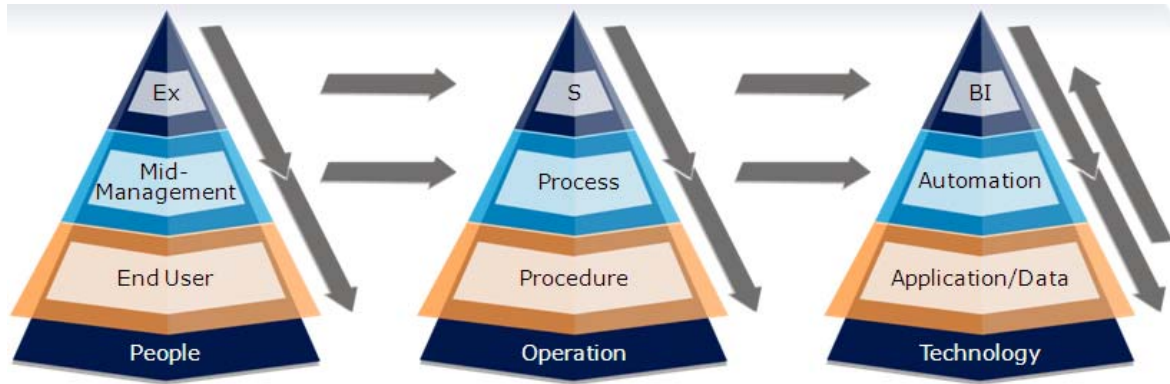 Ex
S
BI
Mid-
Management
Process
Automation
End User
Procedure
Application/Data
People
Operation
Technology